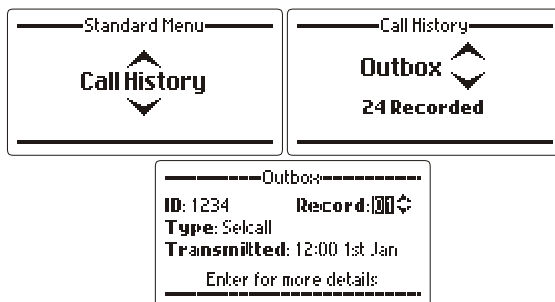 Standard Menu
Call History
Call History
Outbox
24 Recorded
Outbox
ID: 1234 Record: 01
Type: Selcall
Transmitted: 12:00 1st Jan
Enter for more details